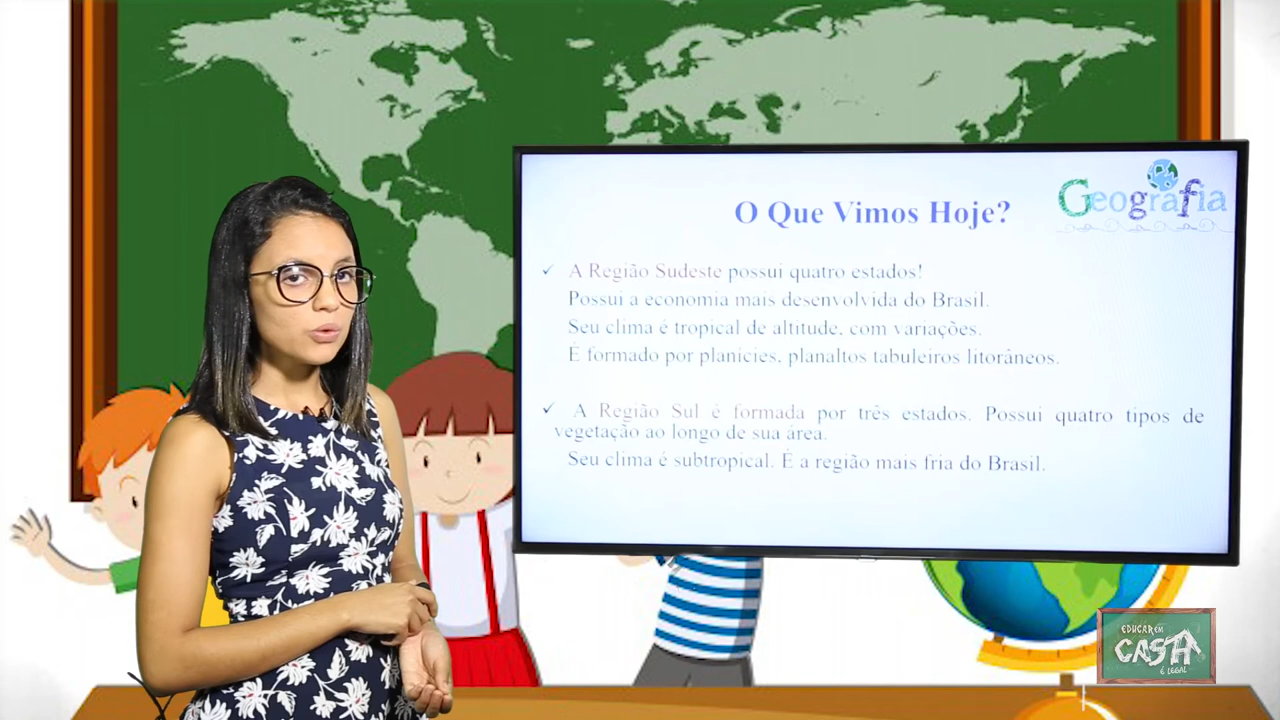 Geografia
O Que Vimos Hoje?
✓ A Região Sudeste possui quatro estados!
Possui a economia mais desenvolvida do Brasil.
Seu clima é tropical de altitude, com variações.
É formado por planícies, planaltos tabuleiros litorâneos.
✓ A Região Sul é formada por três estados. Possui quatro tipos de
vegetação ao longo de sua área.
Seu clima é subtropical. É a região mais fria do Brasil.
EDUCAR EM
CASA
É LEGAL